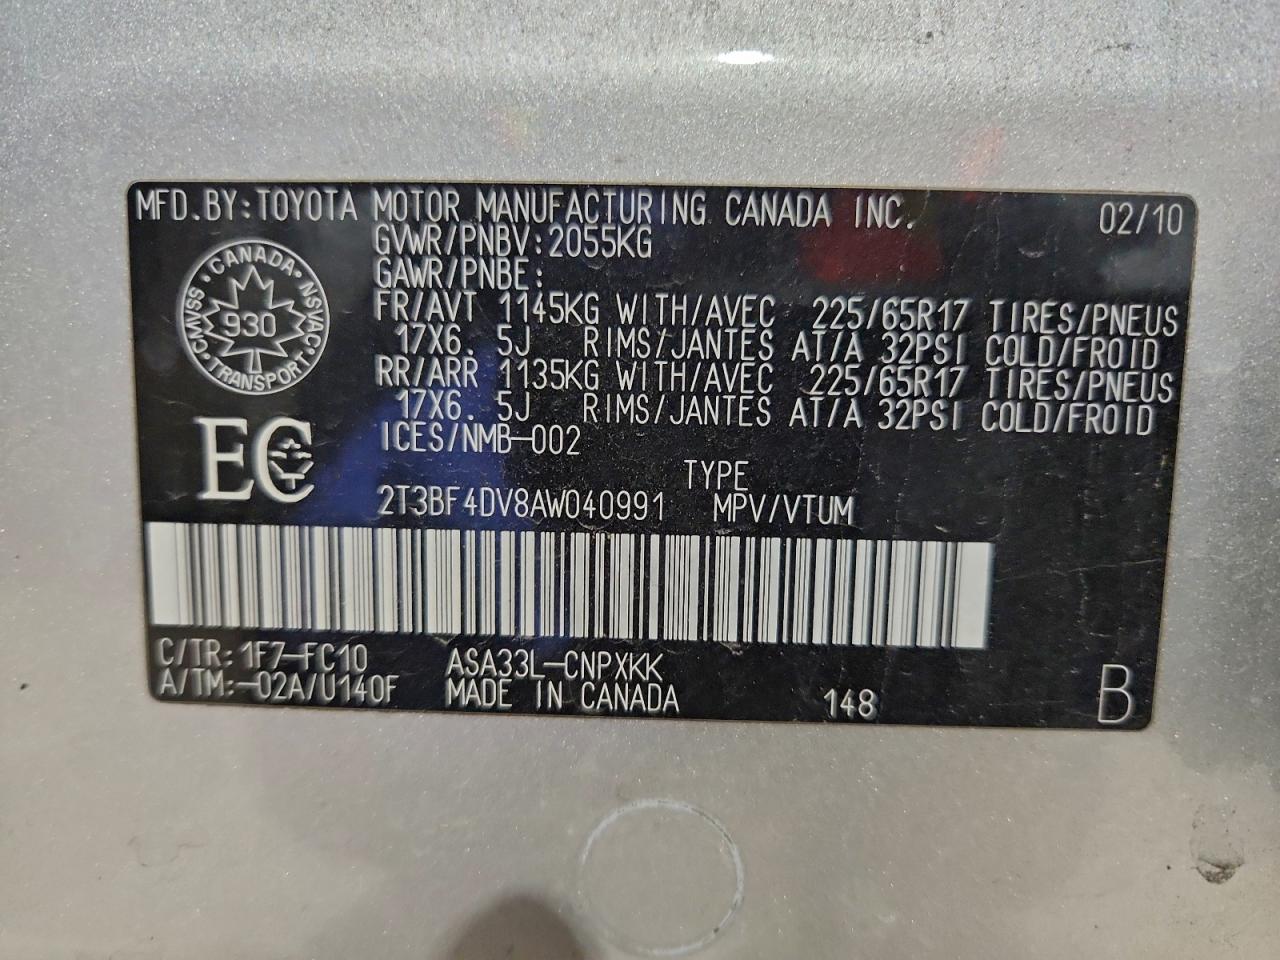 MFD.BY:TOYOTA MOTOR MANUFACTURING CANADA INC. 02/10
GVWR/PNBV:2055KG
GAWR/PNBE:
FR/AVT 1145KG WITH/AVEC 225/65R17 TIRES/PNEUS
17X6.5J RIMS/JANTES AT/A 32PSI COLD/FROID
RR/ARR 1135KG WITH/AVEC 225/65R17 TIRES/PNEUS
17X6.5J RIMS/JANTES AT/A 32PSI COLD/FROID
ICES/NMB-002
CANADA
CMVSS/NSVAC
930
TRANSPORT
EC
TYPE
2T3BF4DV8AW040991 MPV/VTUM
C/TR:1F7-FC10 ASA33L-CNPXKK
A/TM:-02A/U140F MADE IN CANADA 148 B